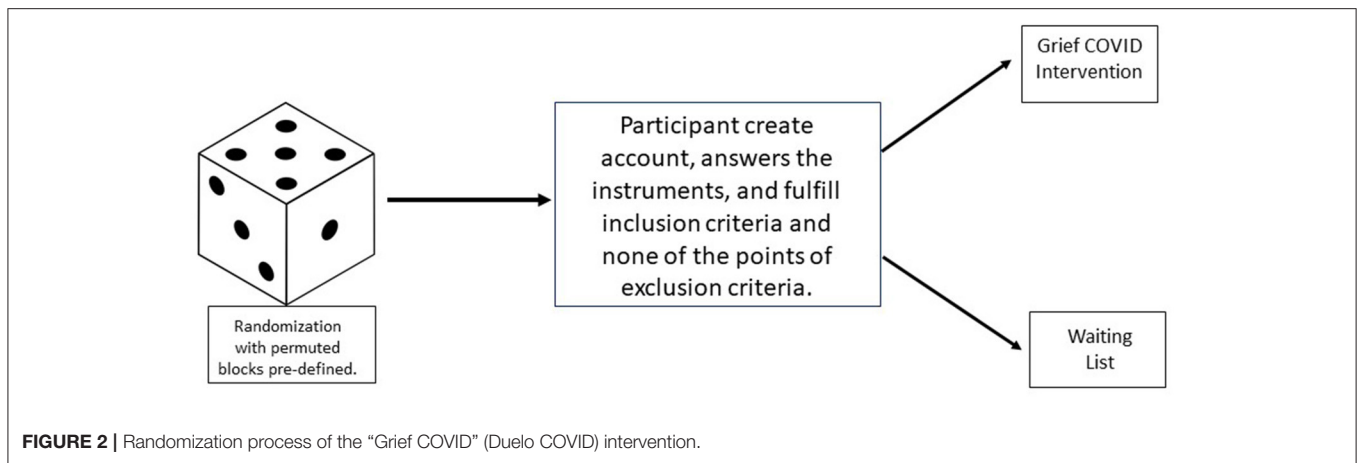 Grief COVID
Intervention
Participant create
account, answers the
instruments, and fulfill
inclusion criteria and
none of the points of
exclusion criteria.
Randomization
with permuted
blocks pre-defined.
Waiting
List
FIGURE 2 | Randomization process of the “Grief COVID” (Duelo COVID) intervention.